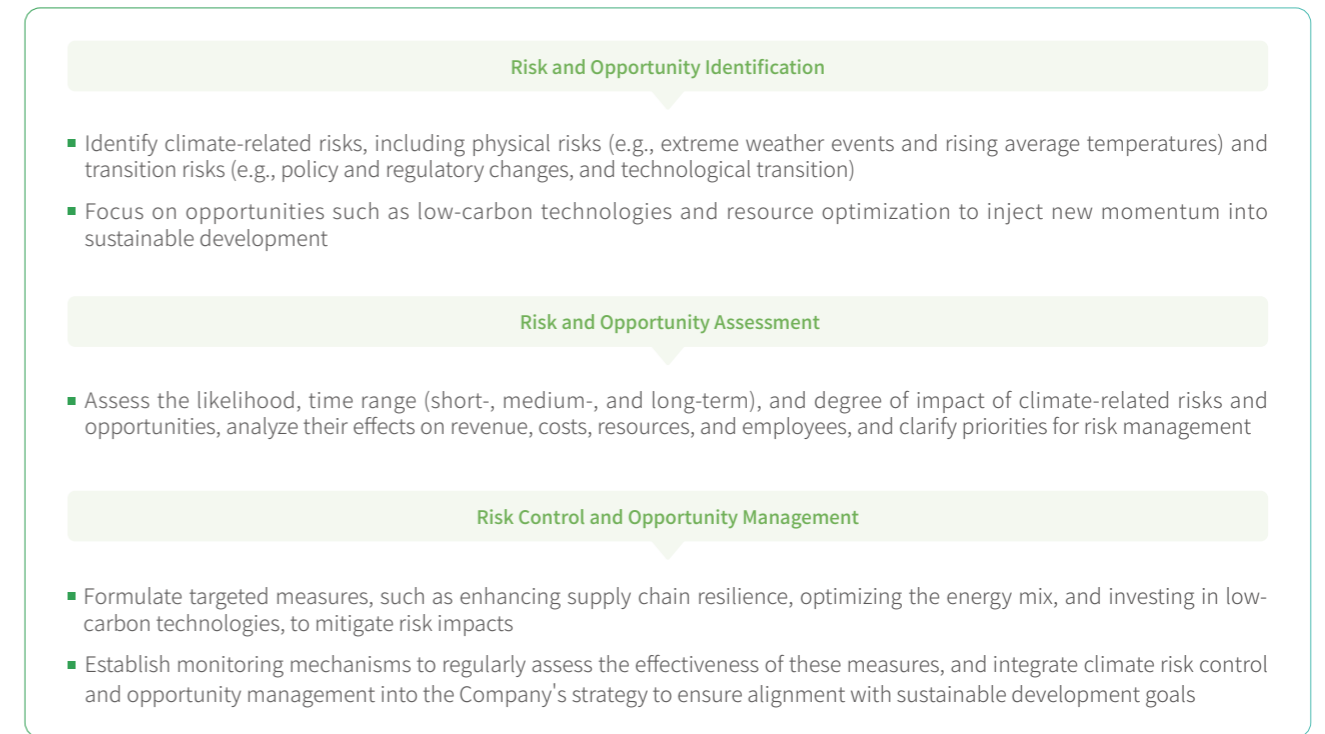 Risk and Opportunity Identification
Identify climate-related risks, including physical risks (e.g., extreme weather events and rising average temperatures) and
transition risks (e.g., policy and regulatory changes, and technological transition)
Focus on opportunities such as low-carbon technologies and resource optimization to inject new momentum into
sustainable development
Risk and Opportunity Assessment
Assess the likelihood, time range (short-, medium-, and long-term), and degree of impact of climate-related risks and
opportunities, analyze their effects on revenue, costs, resources, and employees, and clarify priorities for risk management
Risk Control and Opportunity Management
Formulate targeted measures, such as enhancing supply chain resilience, optimizing the energy mix, and investing in low-
carbon technologies, to mitigate risk impacts
Establish monitoring mechanisms to regularly assess the effectiveness of these measures, and integrate climate risk control
and opportunity management into the Company's strategy to ensure alignment with sustainable development goals